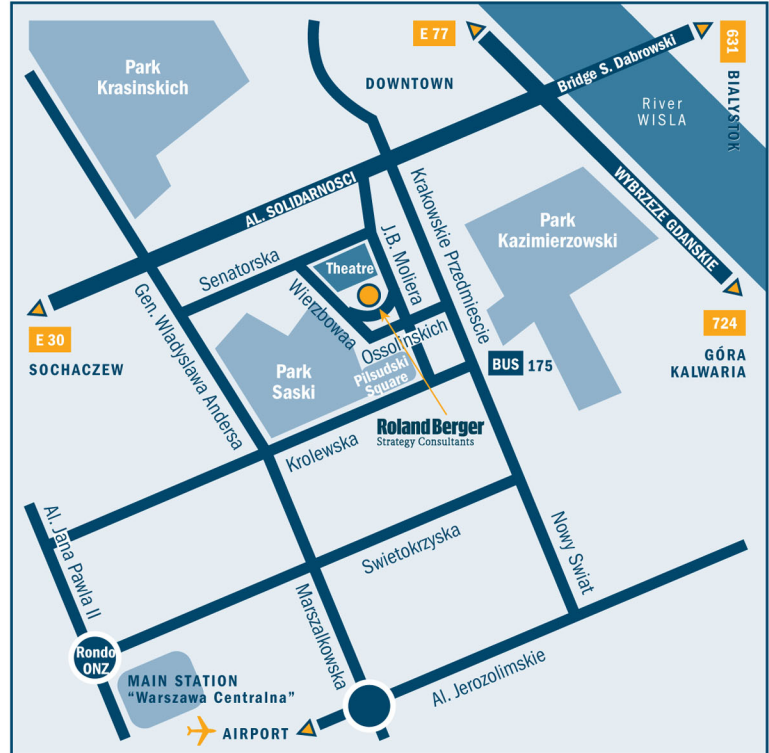 E 77
631
BIALYSTOK
Park
Krasinskich
DOWNTOWN
Bridge S. Dabrowski
River
WISLA
AL. SOLIDARNOSCI
Krakowskie Przedmiescie
WYBRZEZE GDANSKIE
Park
Kazimierzowski
J.B. Moliera
Senatorska
Theatre
Gen. Wladyslawa Andersa
Wierzbowaa
Ossolinskich
E 30
SOCHACZEW
724
GÓRA
KALWARIA
Park
Saski
Pilsudski
Square
BUS 175
Roland Berger
Strategy Consultants
Krolewska
Al. Jana Pawla II
Swietokrzyska
Nowy Swiat
Marszalkowska
Rondo
ONZ
MAIN STATION
“Warszawa Centralna”
Al. Jerozolimskie
AIRPORT